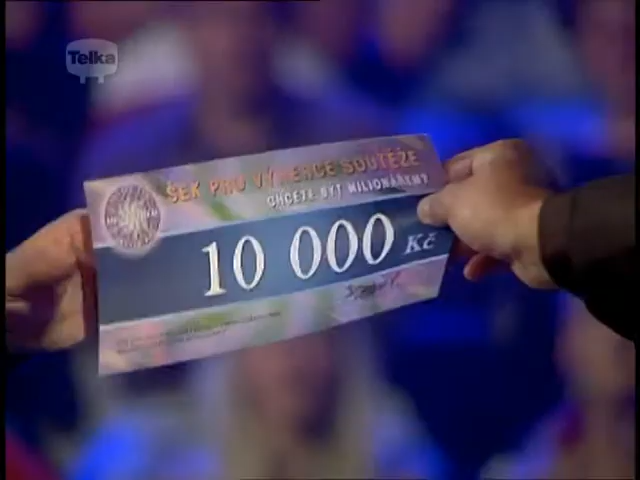 Telka
ŠEK PRO VÝHERCE SOUTĚŽE
CHCETE BÝT MILIONÁŘEM?
10 000 Kč